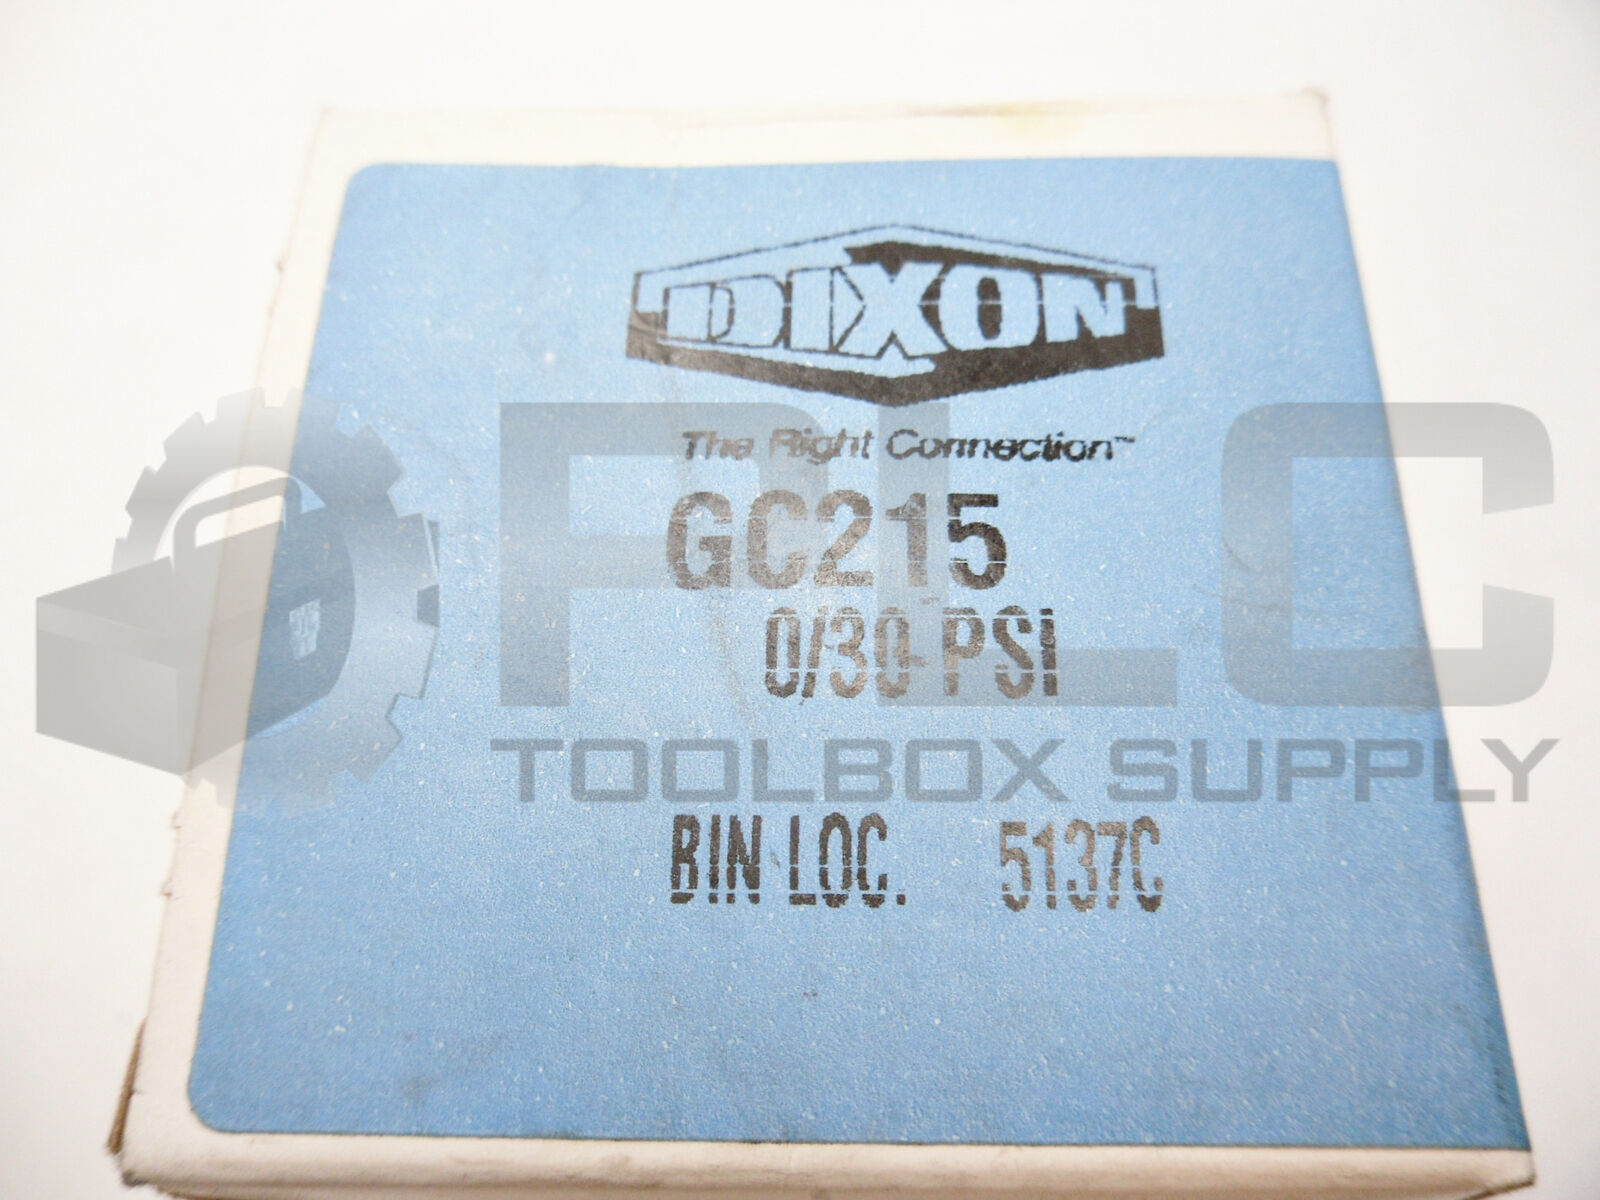 DIXON
The Right Connection™
GC215
0/30 PSI
PLC
TOOLBOX SUPPLY
BIN LOC. 5137C